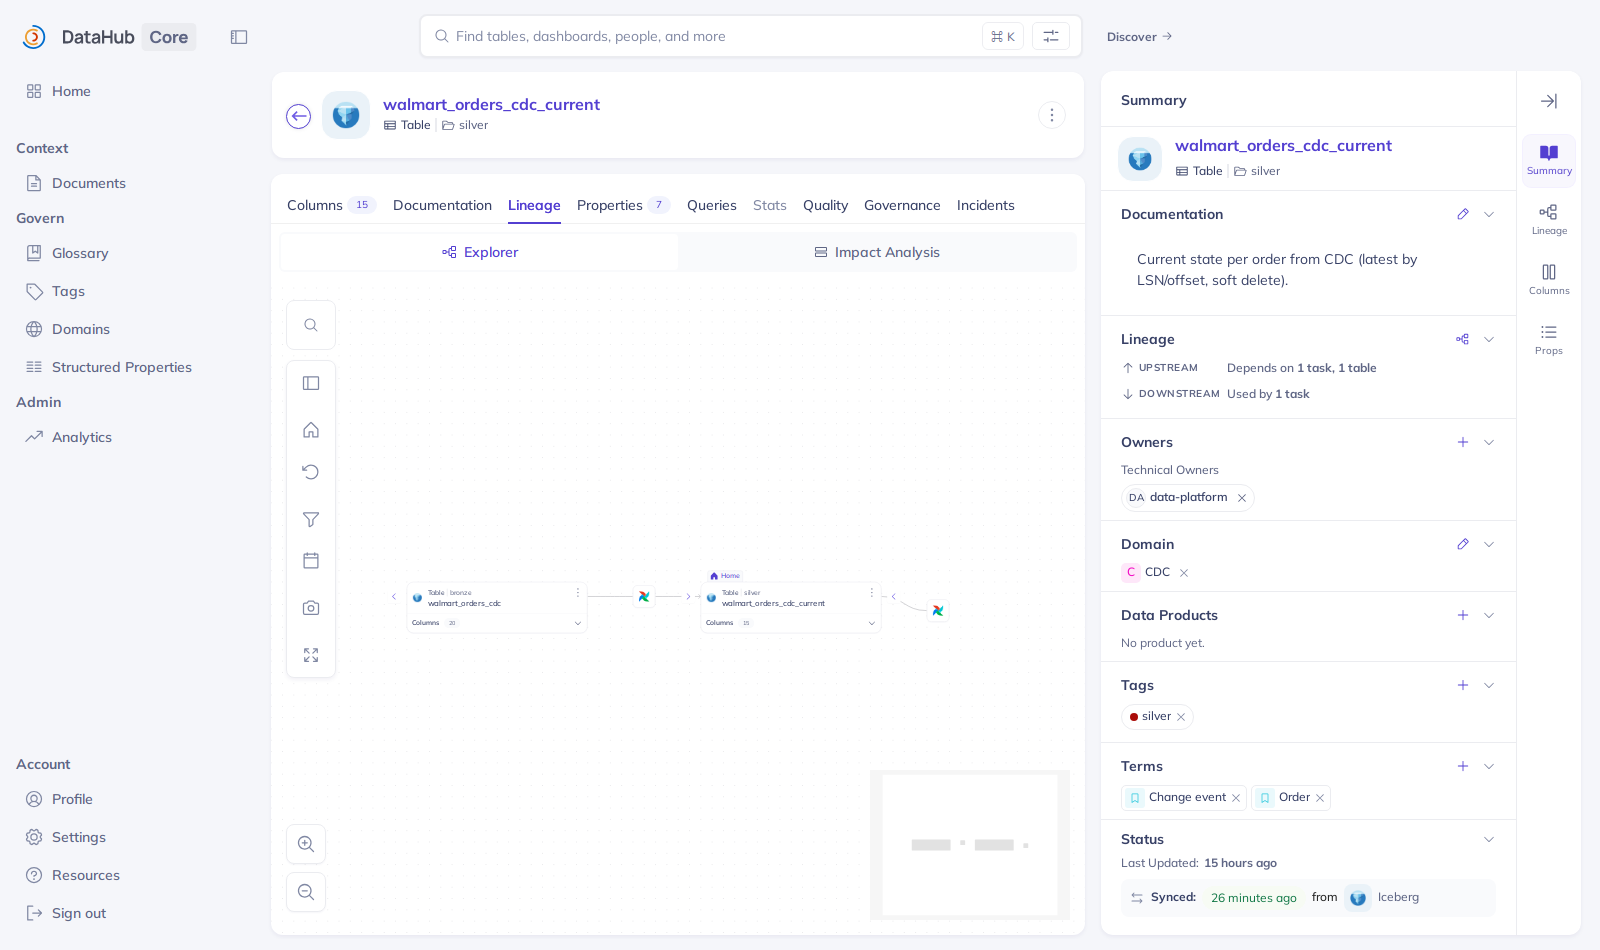 DataHub Core
Find tables, dashboards, people, and more
⌘ K
Discover →
Home
Context
Documents
Govern
Glossary
Tags
Domains
Structured Properties
Admin
Analytics
Account
Profile
Settings
Resources
Sign out
walmart_orders_cdc_current
Table silver
Columns 15 Documentation Lineage Properties 7 Queries Stats Quality Governance Incidents
Explorer Impact Analysis
Table bronze
walmart_orders_cdc
Columns 20
Home
Table silver
walmart_orders_cdc_current
Columns 15
Summary
walmart_orders_cdc_current
Table silver
Documentation
Current state per order from CDC (latest by
LSN/offset, soft delete).
Lineage
UPSTREAM Depends on 1 task, 1 table
DOWNSTREAM Used by 1 task
Owners
Technical Owners
DA data-platform
Domain
C CDC
Data Products
No product yet.
Tags
silver
Terms
Change event Order
Status
Last Updated: 15 hours ago
Synced: 26 minutes ago from Iceberg
Summary
Lineage
Columns
Props